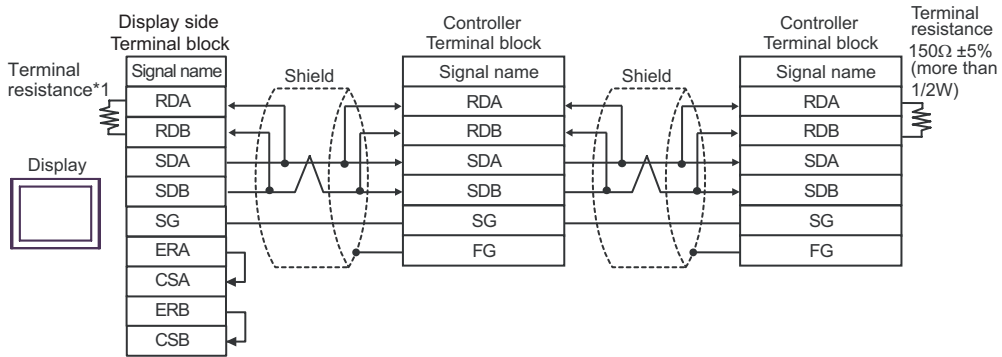 Display side
Terminal block
Controller
Terminal block
Controller
Terminal block
Terminal
resistance
150Ω ±5%
(more than
1/2W)
Terminal
resistance*1
Signal name
Shield
Signal name
Shield
Signal name
RDA
RDA
RDA
RDB
RDB
RDB
SDA
SDA
SDA
Display
SDB
SDB
SDB
SG
SG
SG
ERA
FG
FG
CSA
ERB
CSB